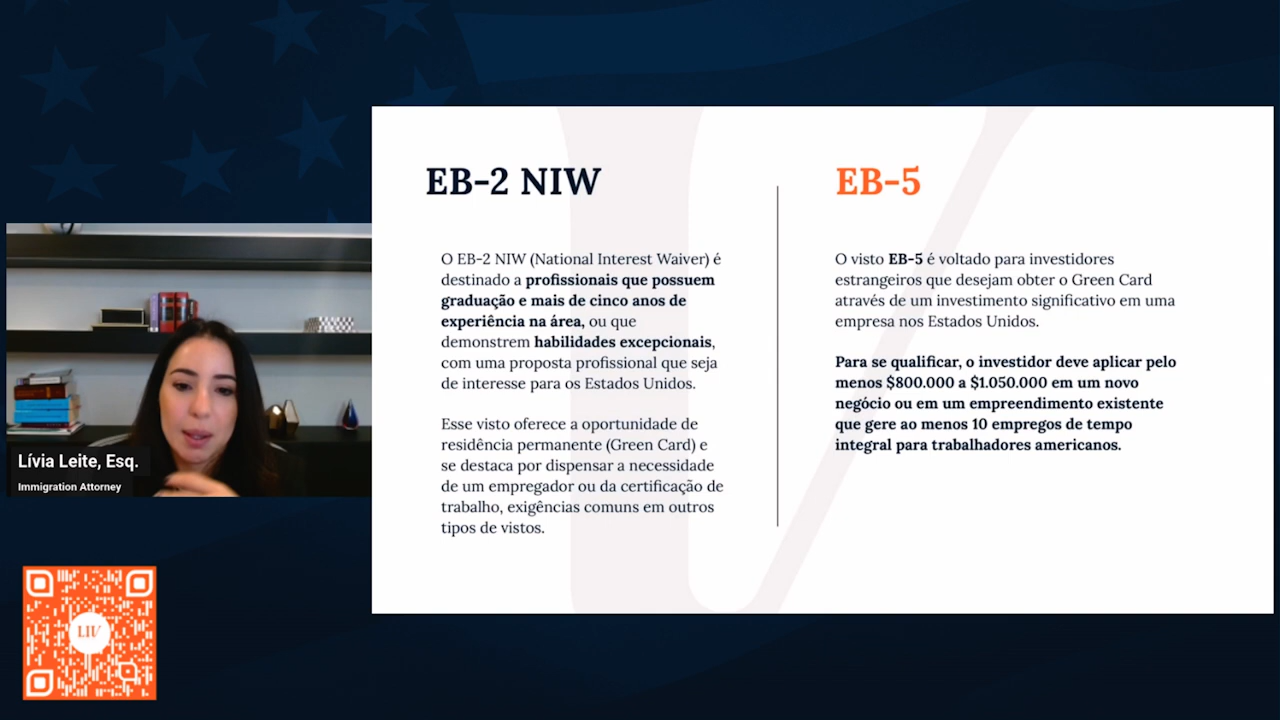 EB-2 NIW
O EB-2 NIW (National Interest Waiver) é
destinado a profissionais que possuem
graduação e mais de cinco anos de
experiência na área, ou que
demonstrem habilidades excepcionais,
com uma proposta profissional que seja
de interesse para os Estados Unidos.
Esse visto oferece a oportunidade de
residência permanente (Green Card) e
se destaca por dispensar a necessidade
de um empregador ou da certificação de
trabalho, exigências comuns em outros
tipos de vistos.
EB-5
O visto EB-5 é voltado para investidores
estrangeiros que desejam obter o Green Card
através de um investimento significativo em uma
empresa nos Estados Unidos.
Para se qualificar, o investidor deve aplicar pelo
menos $800.000 a $1.050.000 em um novo
negócio ou em um empreendimento existente
que gere ao menos 10 empregos de tempo
integral para trabalhadores americanos.
Lívia Leite, Esq.
Immigration Attorney
LIV